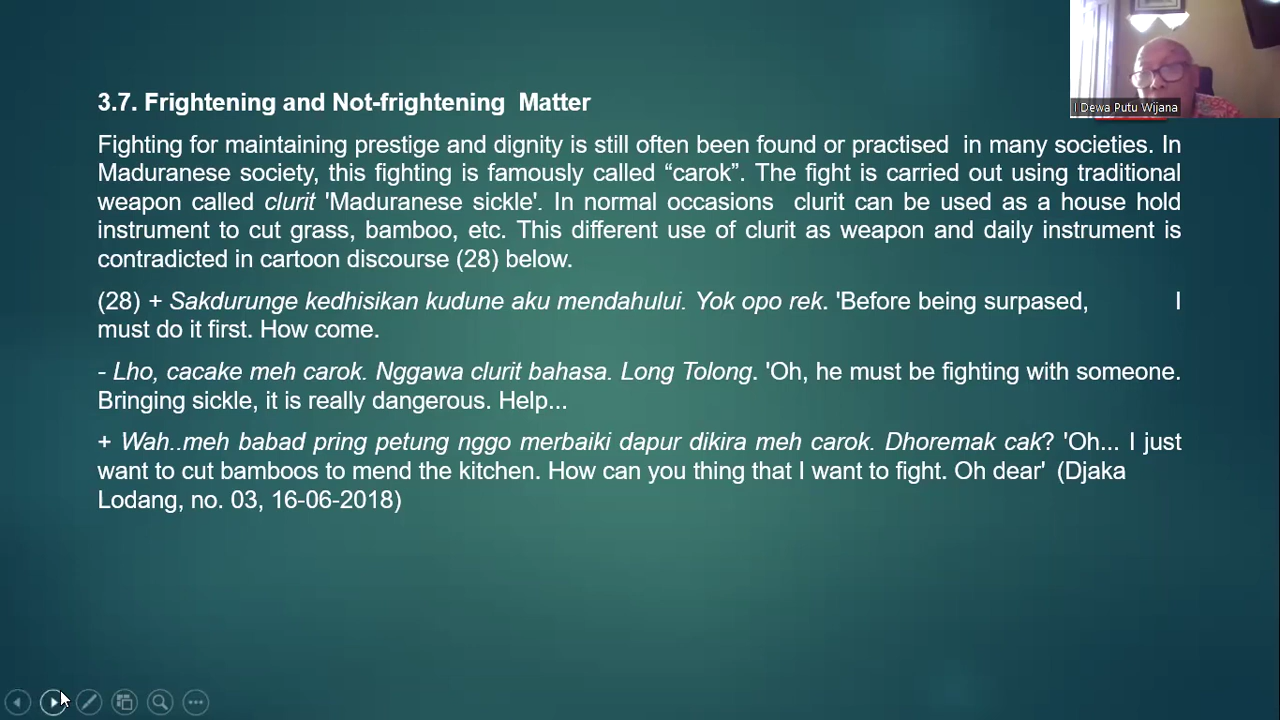 I Dewa Putu Wijana
3.7. Frightening and Not-frightening Matter
Fighting for maintaining prestige and dignity is still often been found or practised in many societies. In
Maduranese society, this fighting is famously called “carok”. The fight is carried out using traditional
weapon called clurit 'Maduranese sickle'. In normal occasions clurit can be used as a house hold
instrument to cut grass, bamboo, etc. This different use of clurit as weapon and daily instrument is
contradicted in cartoon discourse (28) below.
(28) + Sakdurunge kedhisikan kudune aku mendahului. Yok opo rek. 'Before being surpased, I
must do it first. How come.
- Lho, cacake meh carok. Nggawa clurit bahasa. Long Tolong. 'Oh, he must be fighting with someone.
Bringing sickle, it is really dangerous. Help...
+ Wah..meh babad pring petung nggo merbaiki dapur dikira meh carok. Dhoremak cak? 'Oh... I just
want to cut bamboos to mend the kitchen. How can you thing that I want to fight. Oh dear' (Djaka
Lodang, no. 03, 16-06-2018)